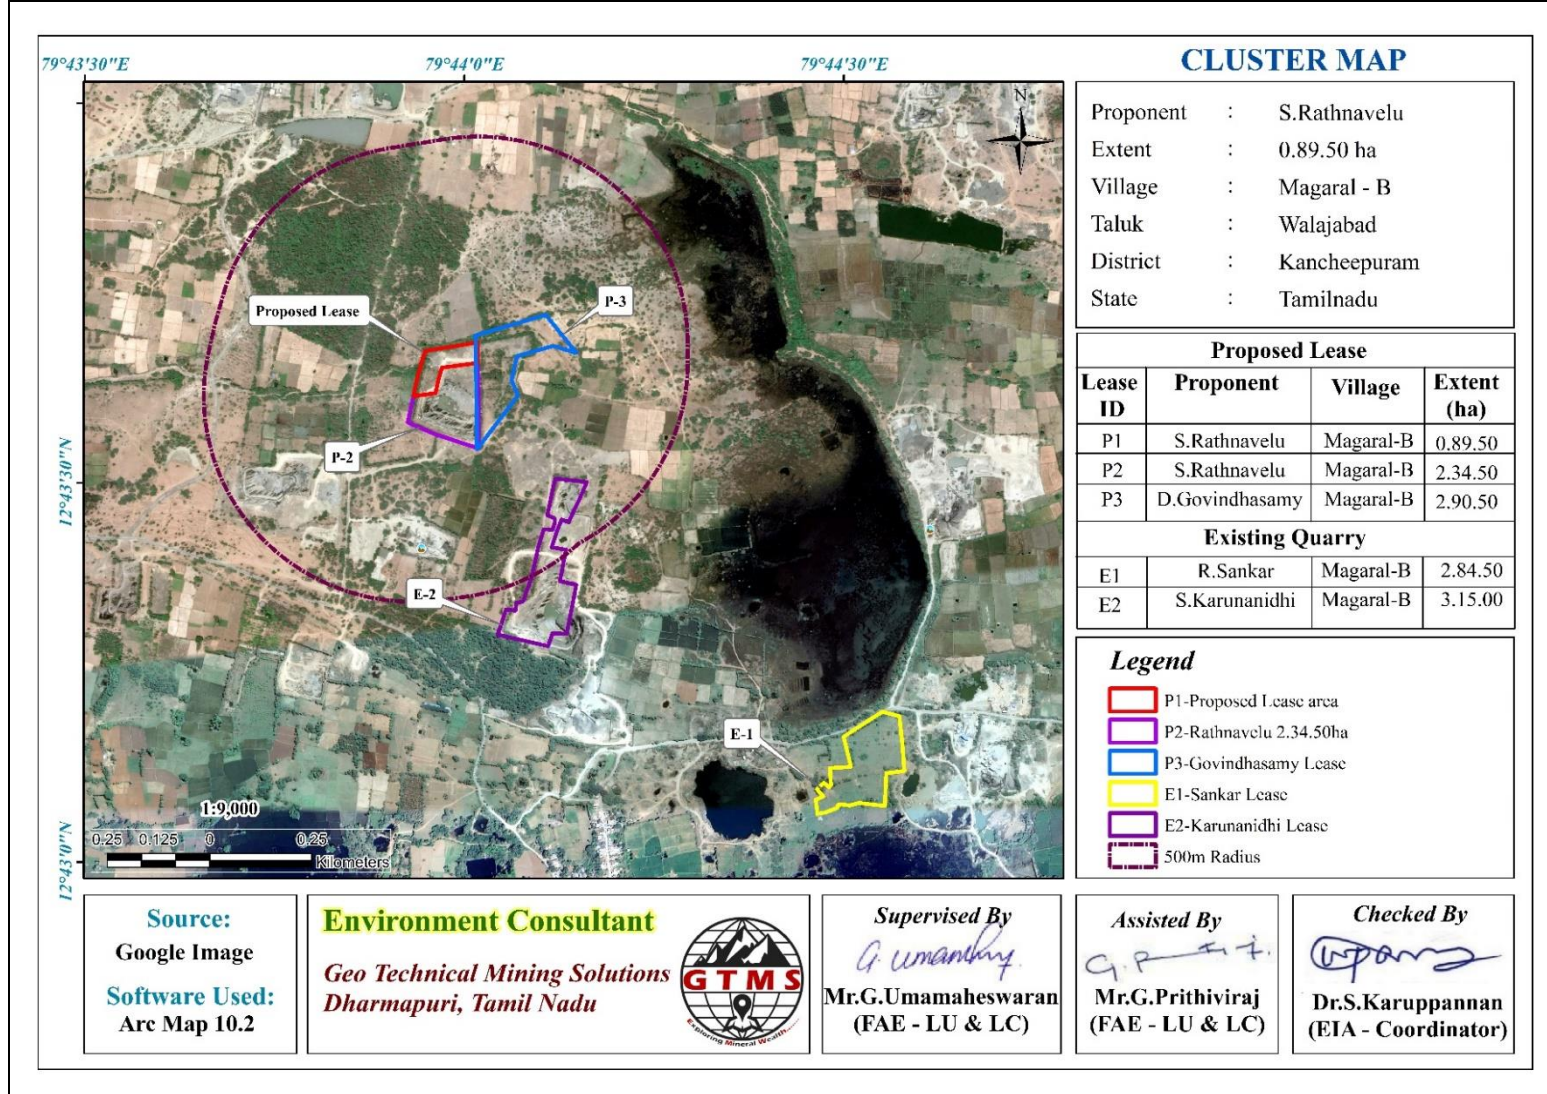 CLUSTER MAP
79°43'30"E 79°44'0"E 79°44'30"E
N
12°43'30"N
12°43'0"N
Proposed Lease
P-3
P-2
E-2
E-1
1:9,000
0.25 0.125 0 0.25
Kilometers
Proponent : S.Rathnavelu
Extent : 0.89.50 ha
Village : Magaral - B
Taluk : Walajabad
District : Kancheepuram
State : Tamilnadu
Proposed Lease
Lease ID Proponent Village Extent (ha)
P1 S.Rathnavelu Magaral-B 0.89.50
P2 S.Rathnavelu Magaral-B 2.34.50
P3 D.Govindhasamy Magaral-B 2.90.50
Existing Quarry
E1 R.Sankar Magaral-B 2.84.50
E2 S.Karunanidhi Magaral-B 3.15.00
Legend
P1-Proposed Lease area
P2-Rathnavelu 2.34.50ha
P3-Govindhasamy Lease
E1-Sankar Lease
E2-Karunanidhi Lease
500m Radius
Source:
Google Image
Software Used:
Arc Map 10.2
Environment Consultant
Geo Technical Mining Solutions
Dharmapuri, Tamil Nadu
GTMS
Exploring Mineral Wealth......
Supervised By
Mr.G.Umamaheswaran
(FAE - LU & LC)
Assisted By
Mr.G.Prithiviraj
(FAE - LU & LC)
Checked By
Dr.S.Karuppannan
(EIA - Coordinator)